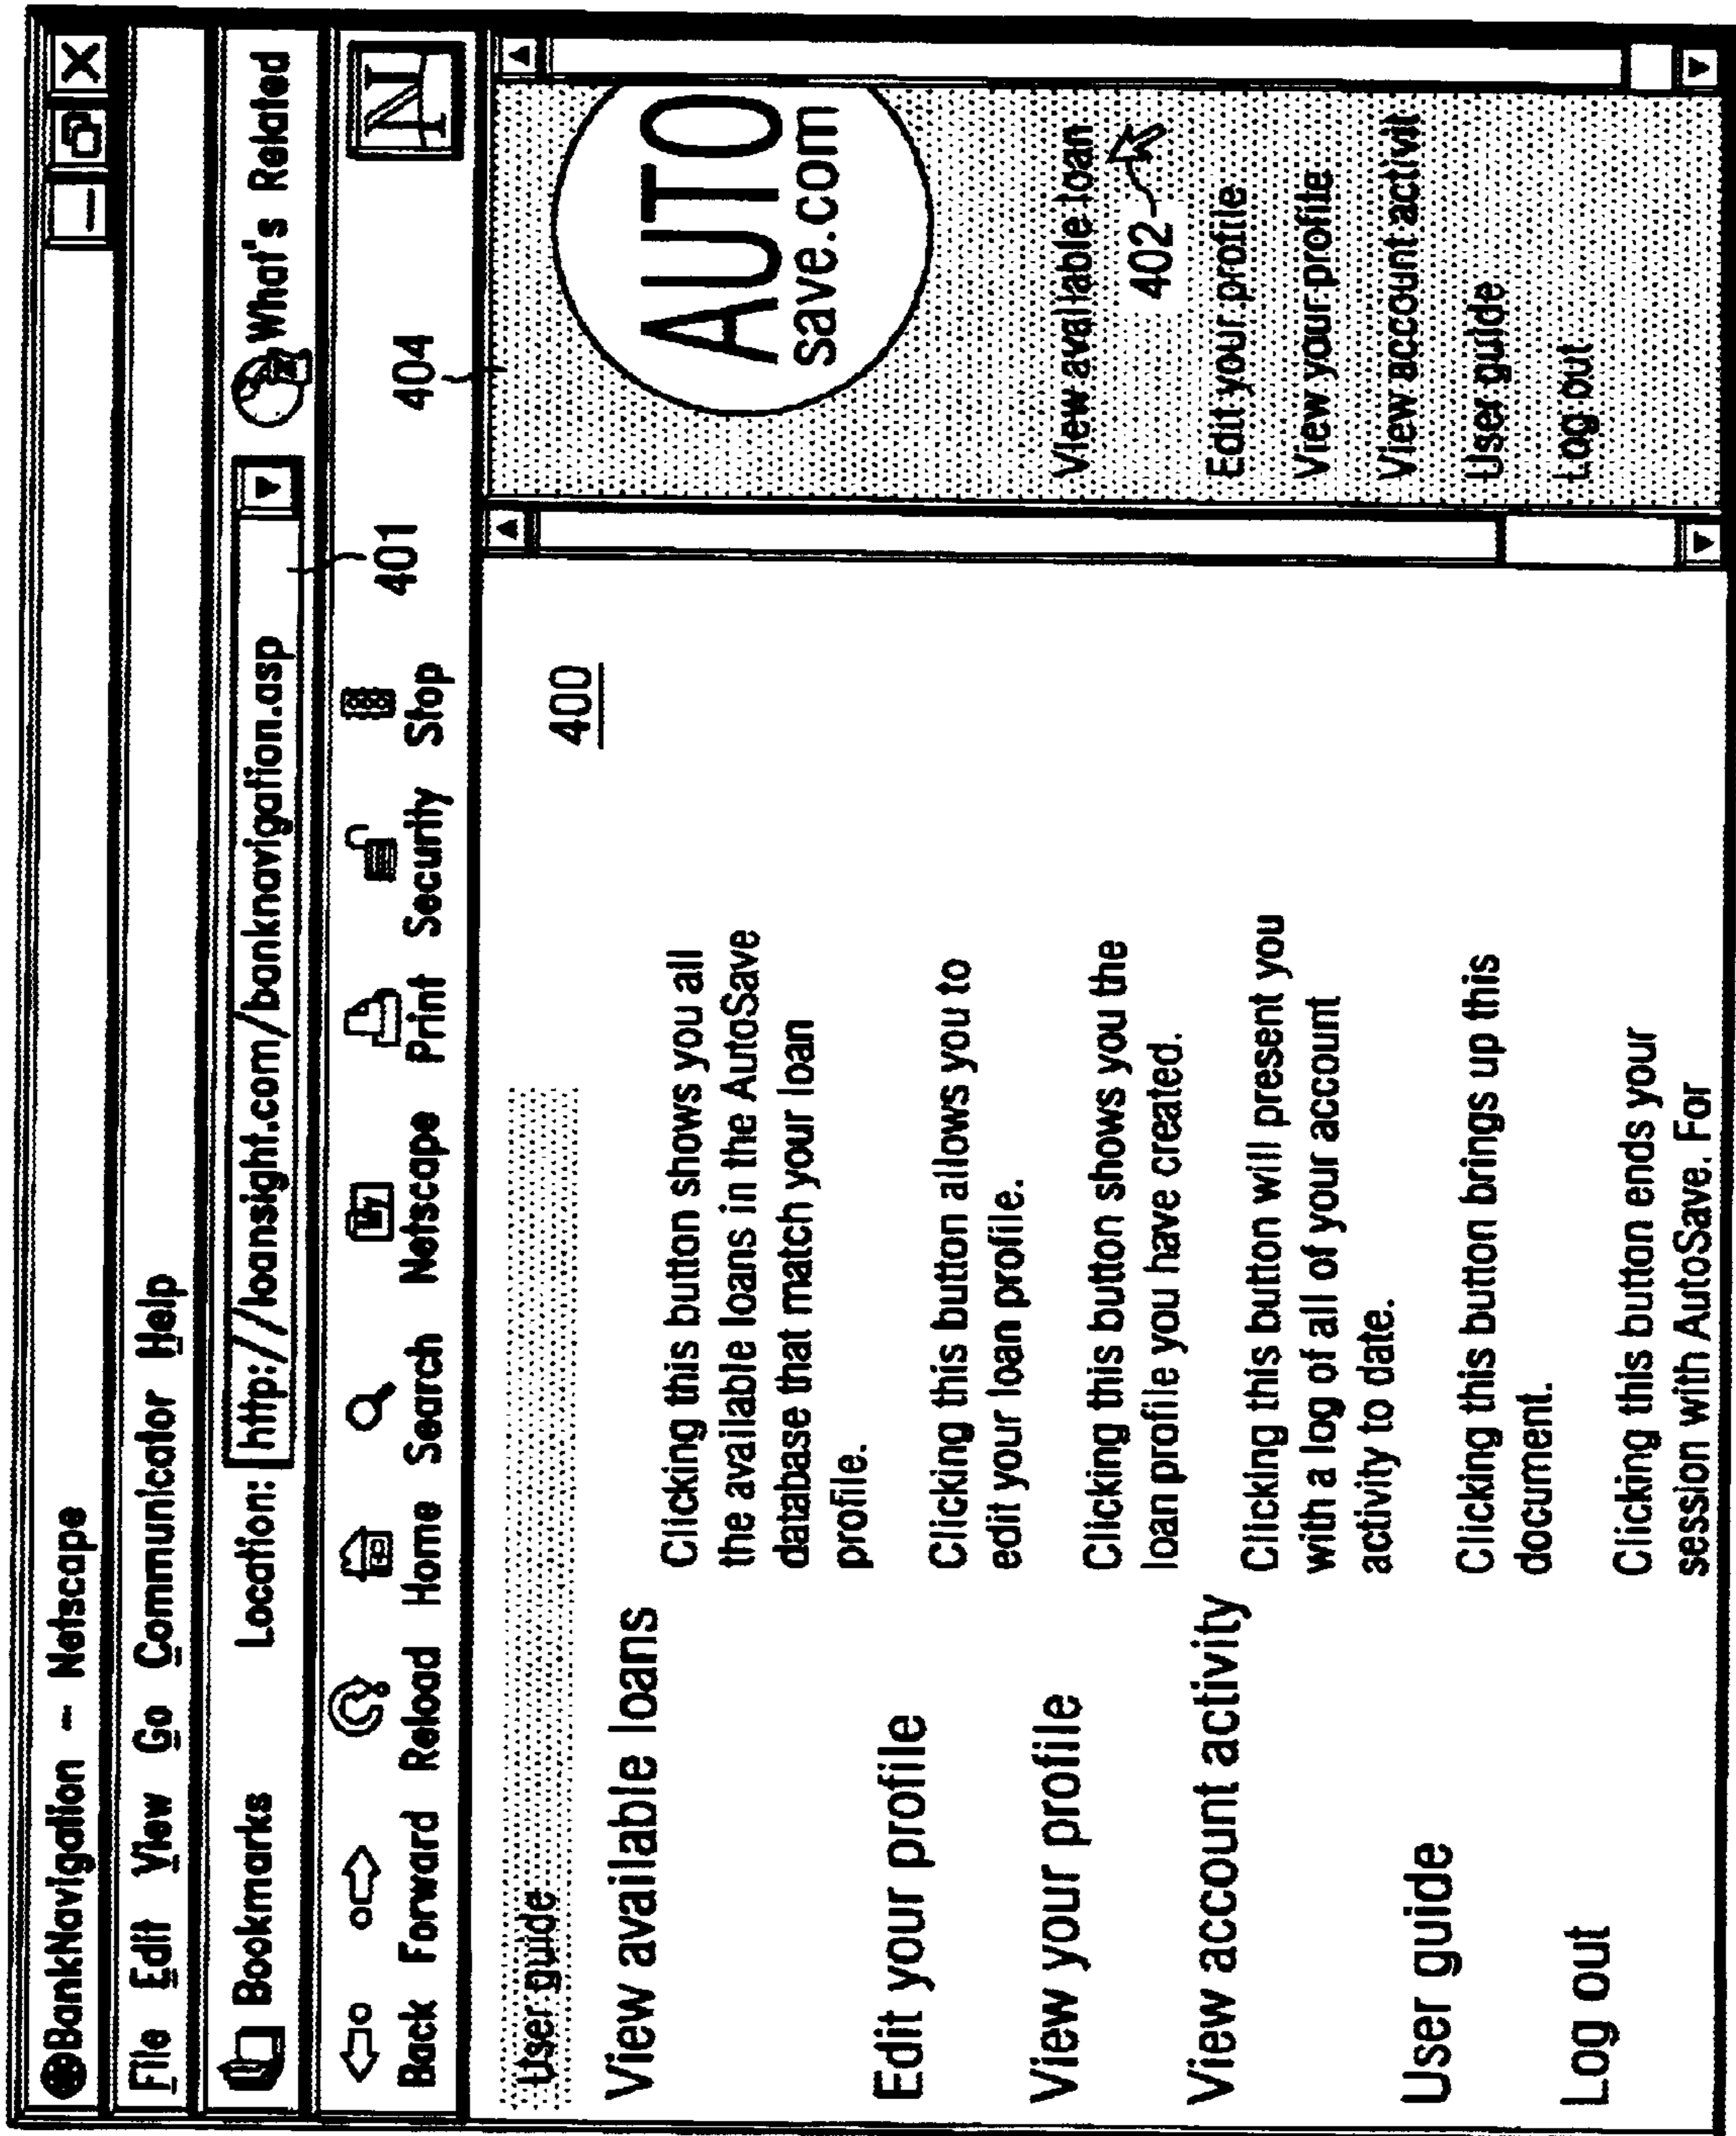 BankNavigation – Netscape
File Edit View Go Communicator Help
Bookmarks Location: http://loansight.com/banknavigation.asp What's Related
Back Forward Reload Home Search Netscape Print Security Stop
My
N
401
404
User guide
400
View available loans
Clicking this button shows you all
the available loans in the AutoSave
database that match your loan
profile.
Edit your profile
Clicking this button allows you to
edit your loan profile.
View your profile
Clicking this button shows you the
loan profile you have created.
View account activity
Clicking this button will present you
with a log of all of your account
activity to date.
User guide
Clicking this button brings up this
document.
Log out
Clicking this button ends your
session with AutoSave. For
AUTO
save.com
View available loan
402
Edit your profile
View your profile
View account activit
User guide
Log out